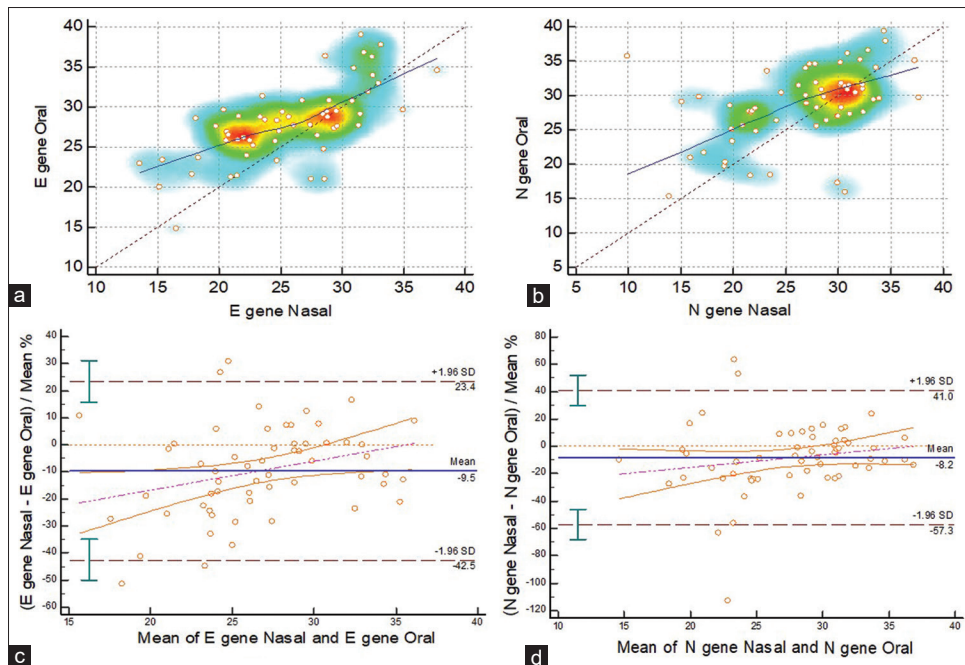 40
35
30
25
20
15
10
E gene Oral
10 15 20 25 30 35 40
E gene Nasal
a
40
35
30
25
20
15
10
5
N gene Oral
5 10 15 20 25 30 35 40
N gene Nasal
b
40
30
20
10
0
-10
-20
-30
-40
-50
-60
(E gene Nasal - E gene Oral) / Mean %
+1.96 SD
23.4
Mean
-9.5
-1.96 SD
-42.5
15 20 25 30 35 40
Mean of E gene Nasal and E gene Oral
c
80
60
40
20
0
-20
-40
-60
-80
-100
-120
(N gene Nasal - N gene Oral) / Mean %
+1.96 SD
41.0
Mean
-8.2
-1.96 SD
-57.3
10 15 20 25 30 35 40
Mean of N gene Nasal and N gene Oral
d